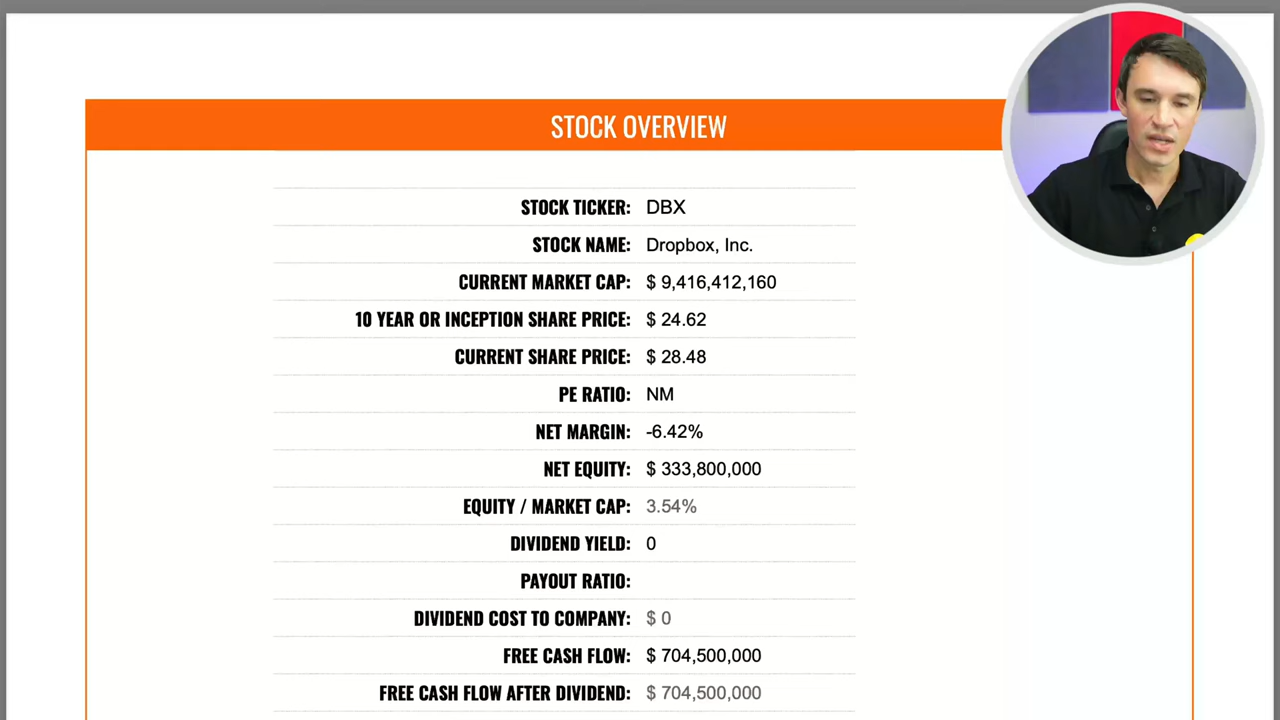 STOCK OVERVIEW
STOCK TICKER: DBX
STOCK NAME: Dropbox, Inc.
CURRENT MARKET CAP: $ 9,416,412,160
10 YEAR OR INCEPTION SHARE PRICE: $ 24.62
CURRENT SHARE PRICE: $ 28.48
PE RATIO: NM
NET MARGIN: -6.42%
NET EQUITY: $ 333,800,000
EQUITY / MARKET CAP: 3.54%
DIVIDEND YIELD: 0
PAYOUT RATIO:
DIVIDEND COST TO COMPANY: $ 0
FREE CASH FLOW: $ 704,500,000
FREE CASH FLOW AFTER DIVIDEND: $ 704,500,000